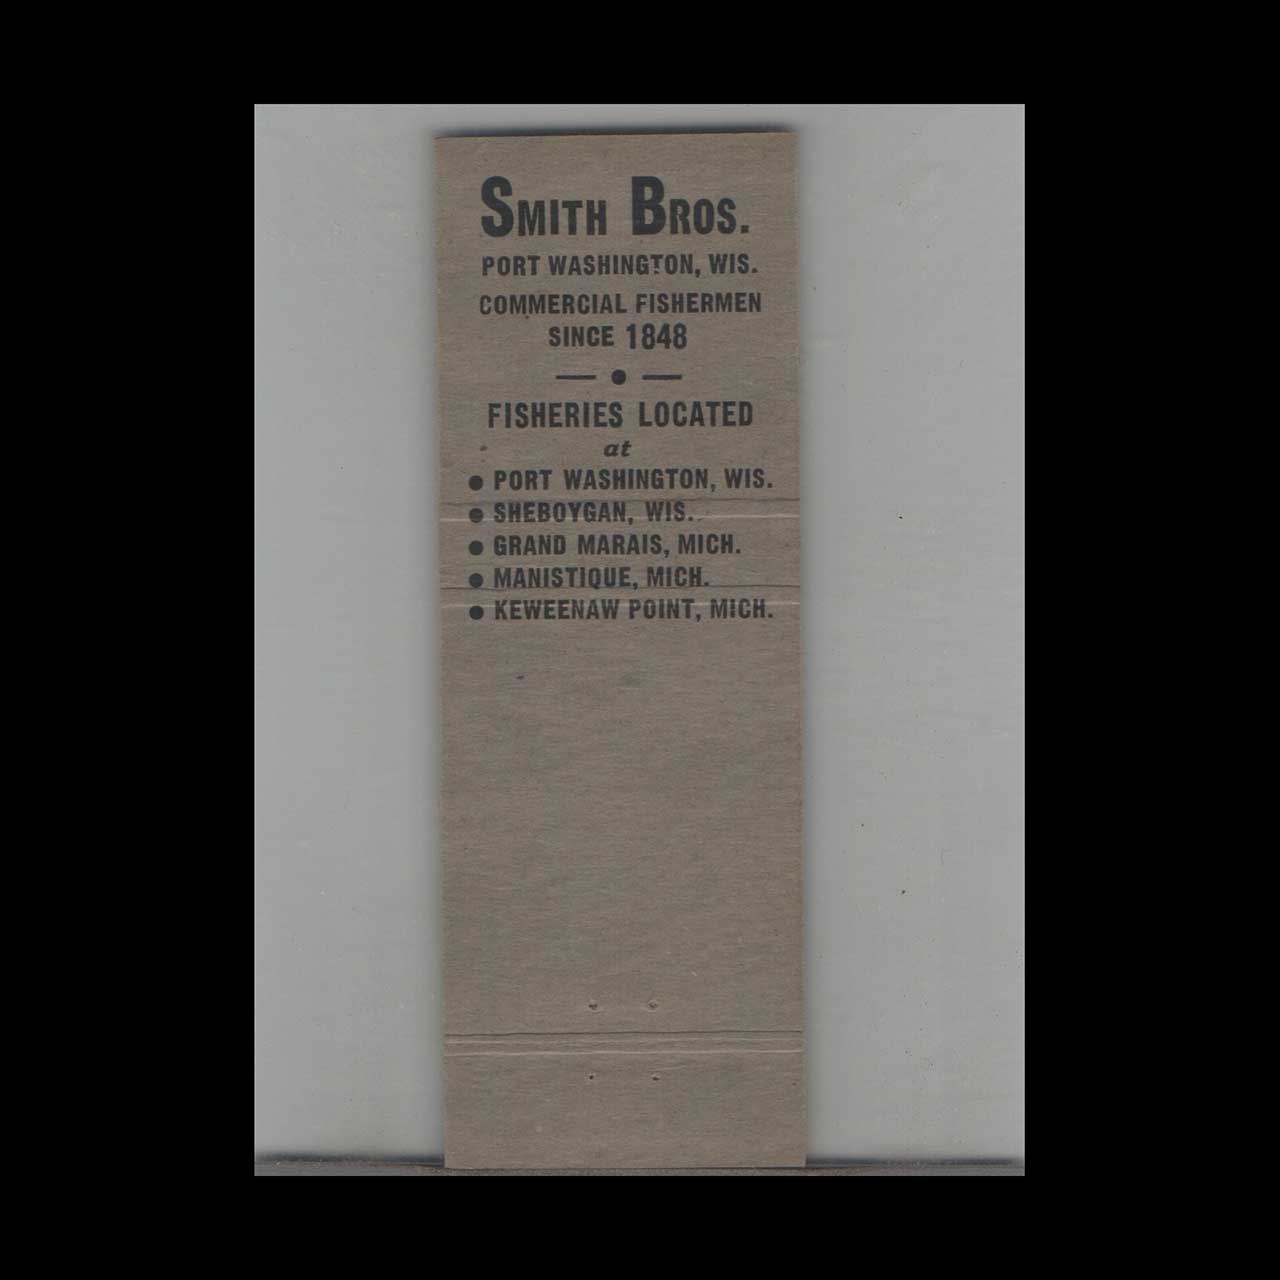 SMITH BROS.
PORT WASHINGTON, WIS.
COMMERCIAL FISHERMEN
SINCE 1848
— ● —
FISHERIES LOCATED
at
● PORT WASHINGTON, WIS.
● SHEBOYGAN, WIS.
● GRAND MARAIS, MICH.
● MANISTIQUE, MICH.
● KEWEENAW POINT, MICH.